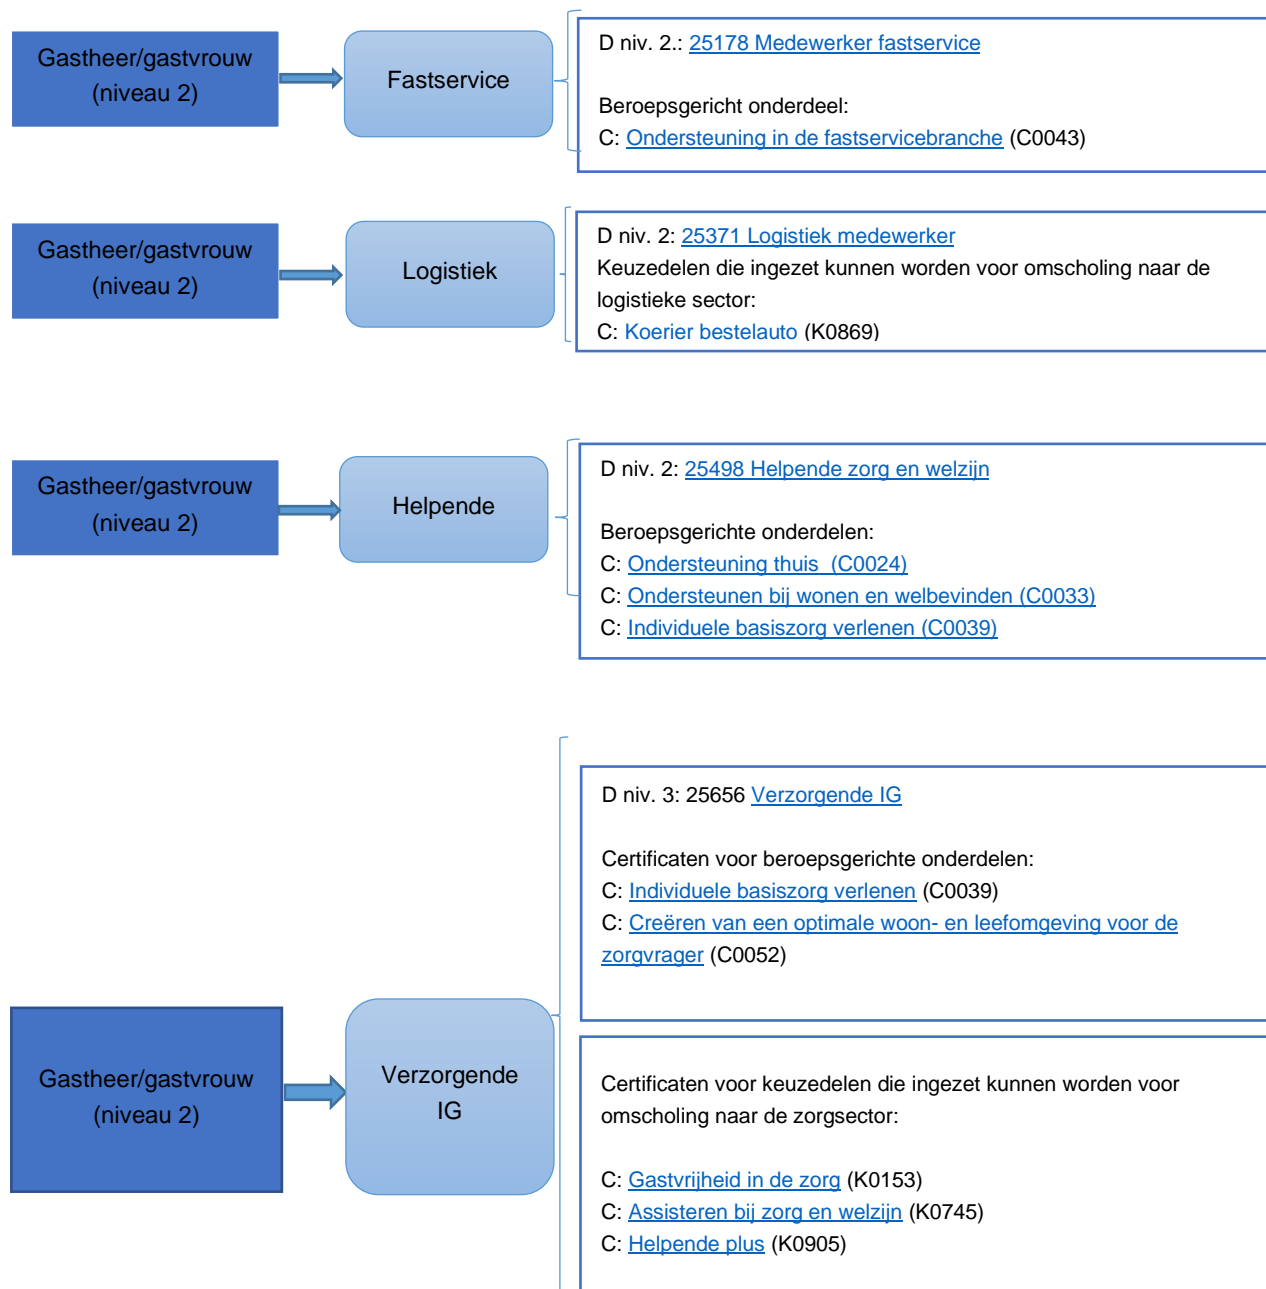 Gastheer/gastvrouw
(niveau 2)
Fastservice
D niv. 2.: 25178 Medewerker fastservice
Beroepsgericht onderdeel:
C: Ondersteuning in de fastservicebranche (C0043)
Gastheer/gastvrouw
(niveau 2)
Logistiek
D niv. 2: 25371 Logistiek medewerker
Keuzedelen die ingezet kunnen worden voor omscholing naar de
logistieke sector:
C: Koerier bestelauto (K0869)
Gastheer/gastvrouw
(niveau 2)
Helpende
D niv. 2: 25498 Helpende zorg en welzijn
Beroepsgerichte onderdelen:
C: Ondersteuning thuis  (C0024)
C: Ondersteunen bij wonen en welbevinden (C0033)
C: Individuele basiszorg verlenen (C0039)
Gastheer/gastvrouw
(niveau 2)
Verzorgende
IG
D niv. 3: 25656 Verzorgende IG
Certificaten voor beroepsgerichte onderdelen:
C: Individuele basiszorg verlenen (C0039)
C: Creëren van een optimale woon- en leefomgeving voor de
zorgvrager (C0052)
Certificaten voor keuzedelen die ingezet kunnen worden voor
omscholing naar de zorgsector:
C: Gastvrijheid in de zorg (K0153)
C: Assisteren bij zorg en welzijn (K0745)
C: Helpende plus (K0905)